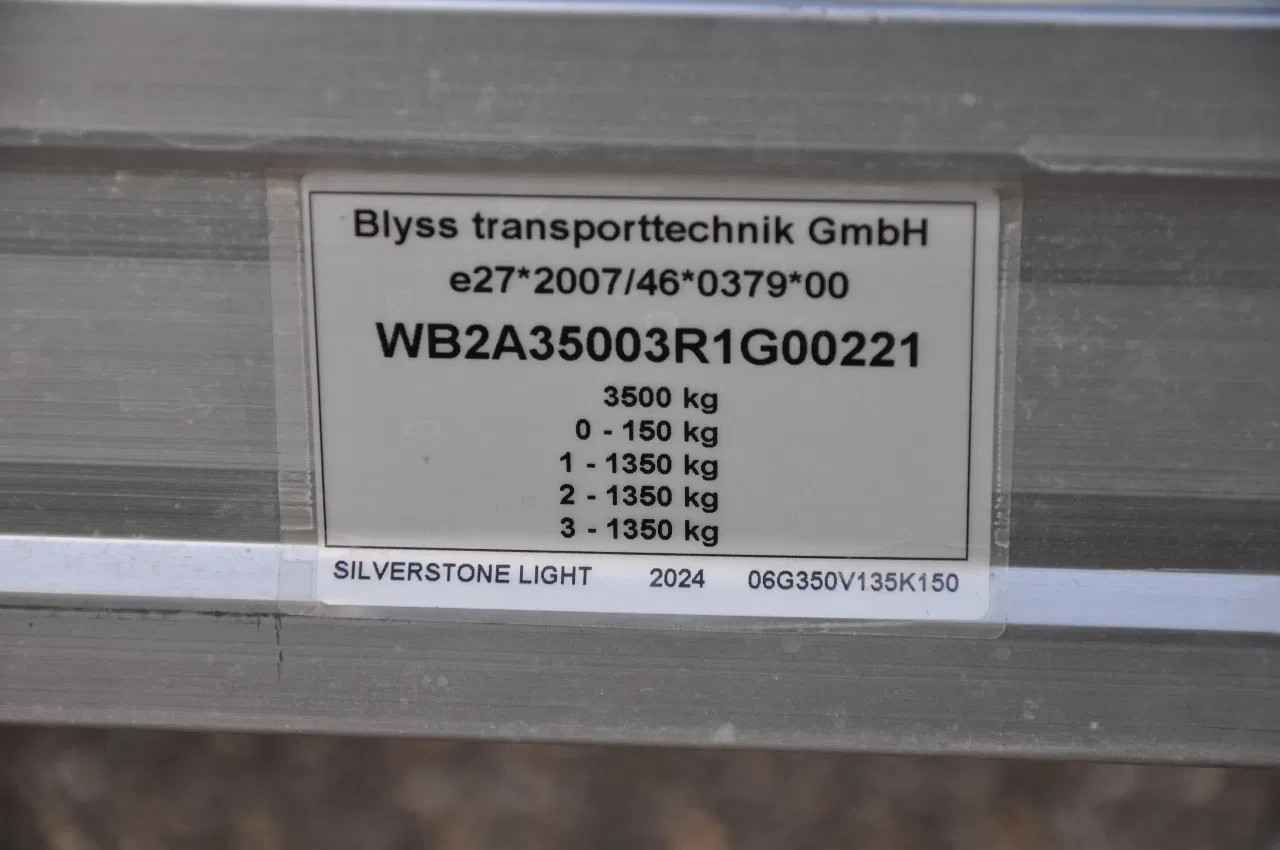 Blyss transporttechnik GmbH
e27*2007/46*0379*00
WB2A35003R1G00221
3500 kg
0 - 150 kg
1 - 1350 kg
2 - 1350 kg
3 - 1350 kg
SILVERSTONE LIGHT 2024 06G350V135K150